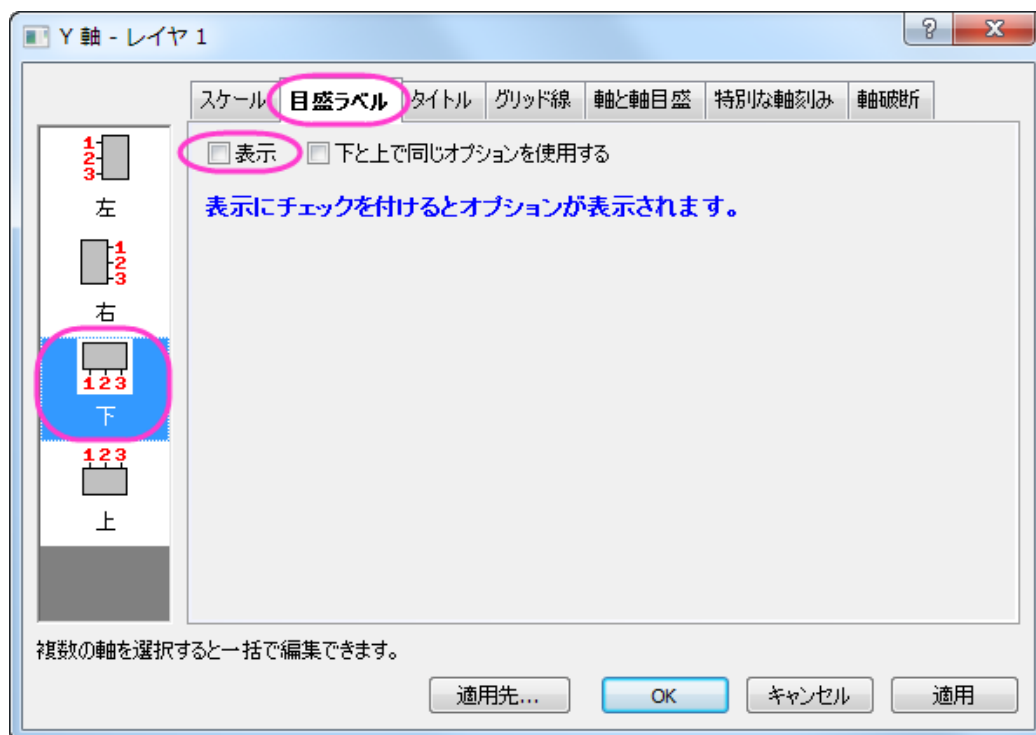 Y 軸 - レイヤ 1
スケール 目盛ラベル タイトル グリッド線 軸と軸目盛 特別な軸刻み 軸破断
1
2
3
左
1
2
3
右
1 2 3
下
1 2 3
上
表示 下と上で同じオプションを使用する
表示にチェックを付けるとオプションが表示されます。
複数の軸を選択すると一括で編集できます。
適用先... OK キャンセル 適用